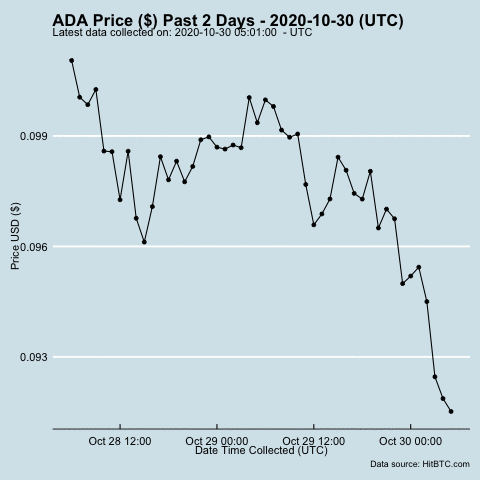 ADA Price ($) Past 2 Days - 2020-10-30 (UTC)
Latest data collected on: 2020-10-30 05:01:00  - UTC
0.099
0.096
0.093
Price USD ($)
Oct 28 12:00 Oct 29 00:00 Oct 29 12:00 Oct 30 00:00
Date Time Collected (UTC)
Data source: HitBTC.com